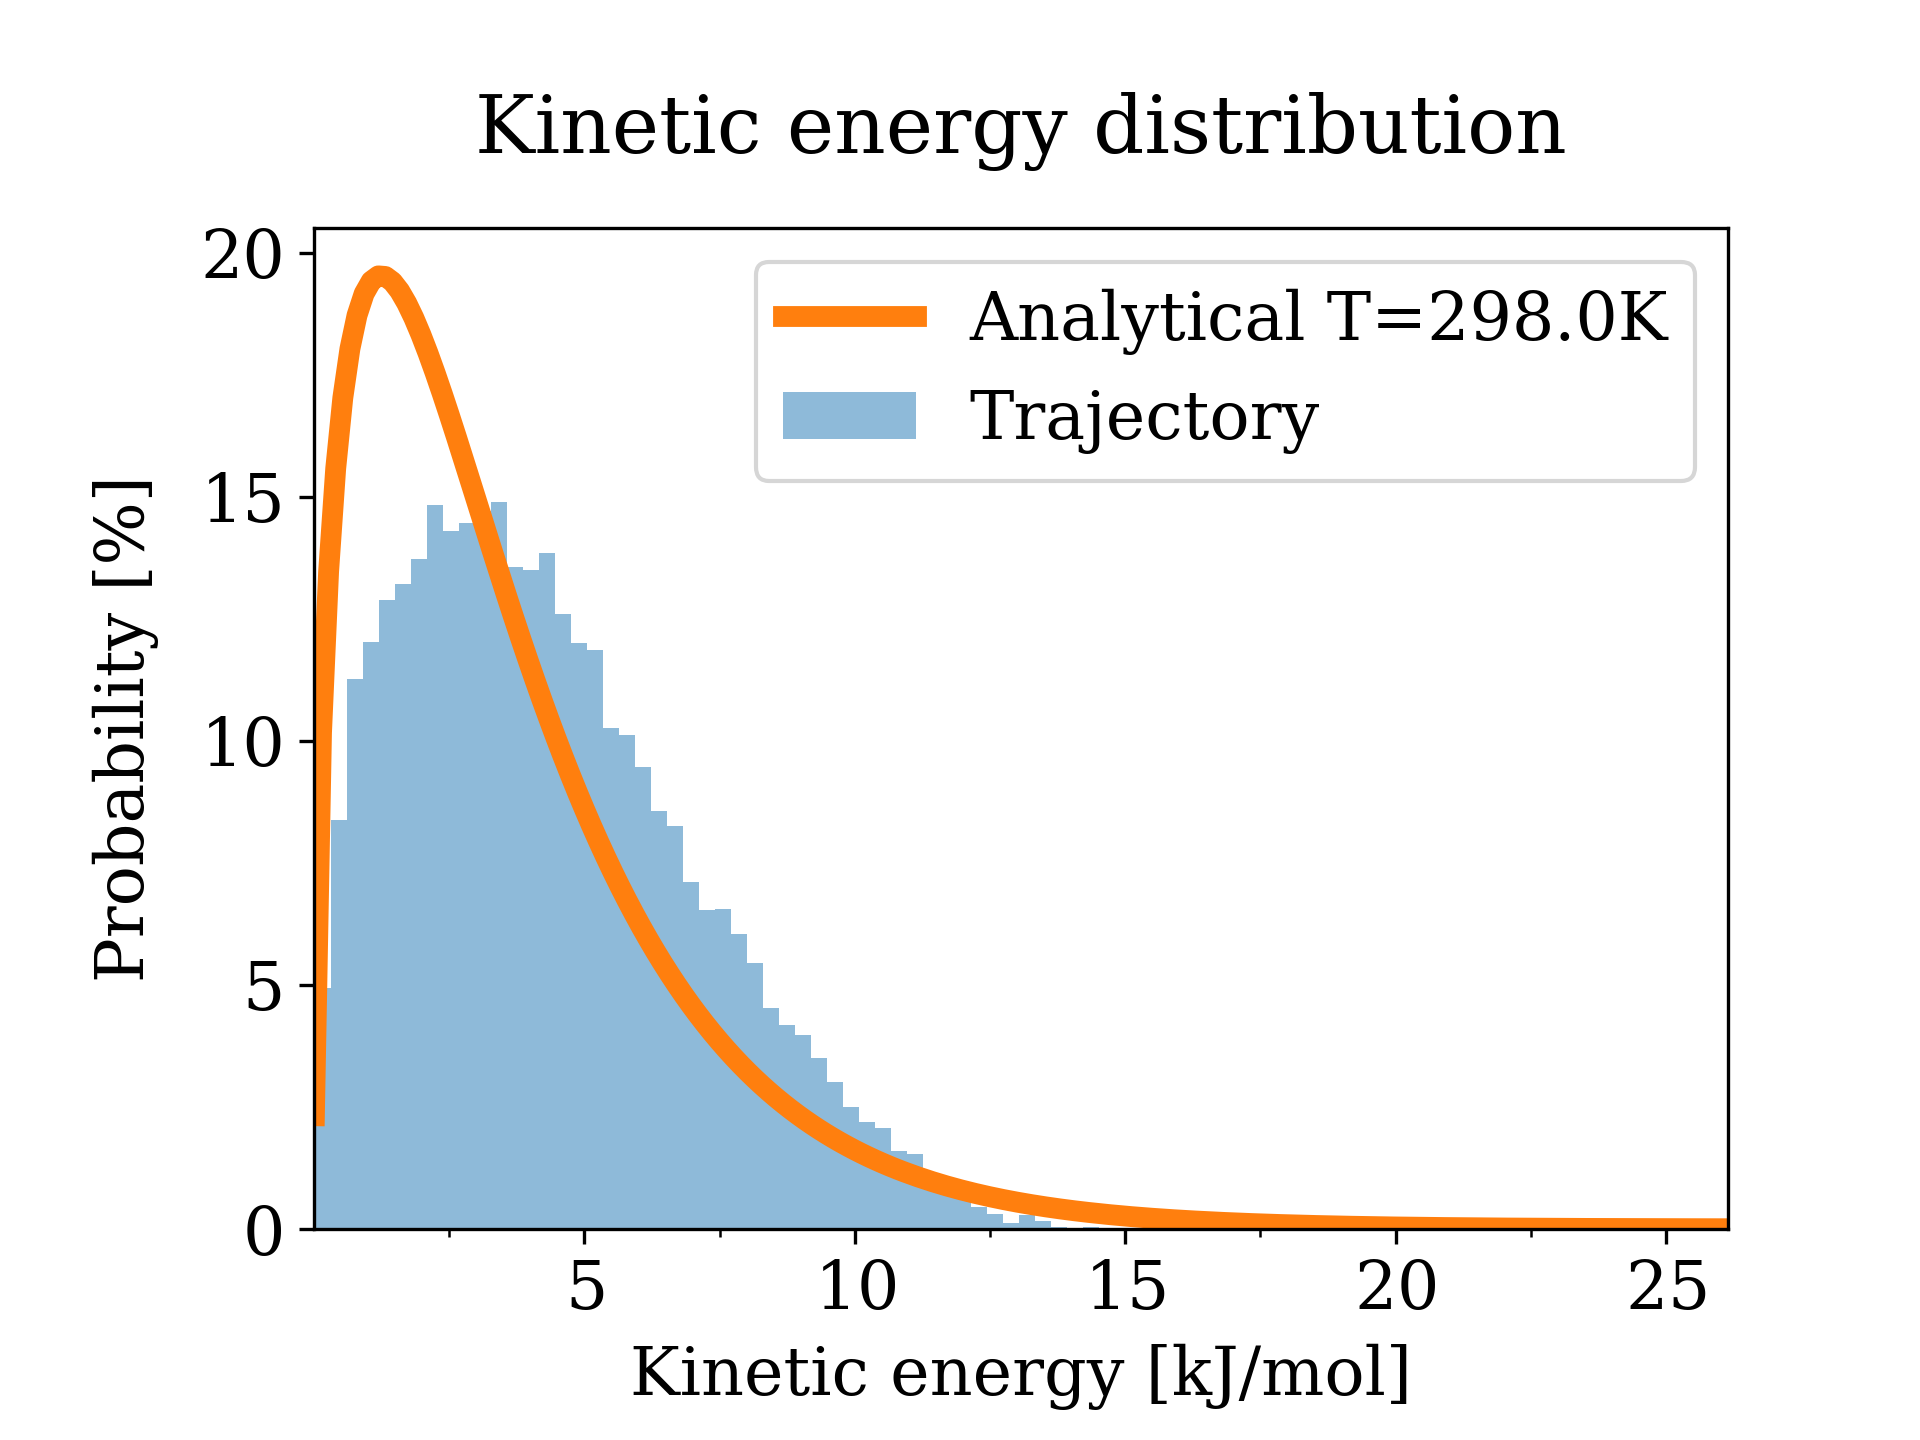 Kinetic energy distribution
Analytical T=298.0K
Trajectory
Probability [%]
20
15
10
5
0
5 10 15 20 25
Kinetic energy [kJ/mol]